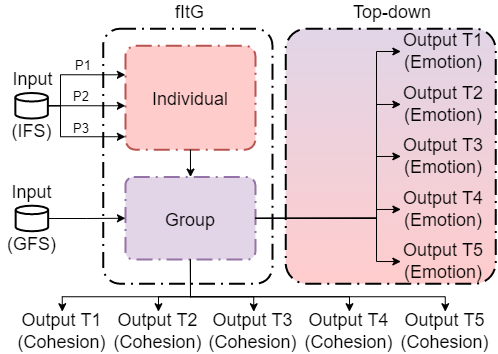 fItG
Top-down
Input
(IFS)
P1
P2
P3
Individual
Input
(GFS)
Group
Output T1
(Emotion)
Output T2
(Emotion)
Output T3
(Emotion)
Output T4
(Emotion)
Output T5
(Emotion)
Output T1
(Cohesion)
Output T2
(Cohesion)
Output T3
(Cohesion)
Output T4
(Cohesion)
Output T5
(Cohesion)